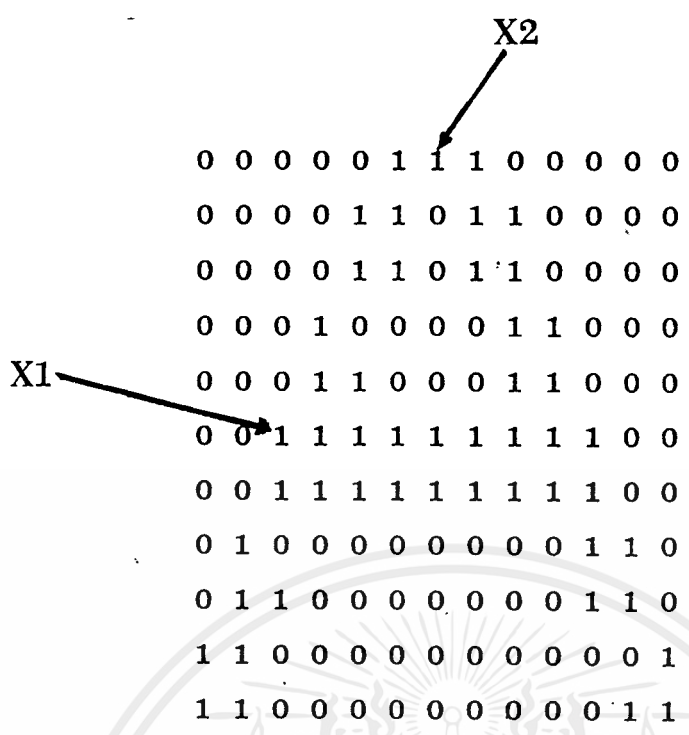 X2
0 0 0 0 0 1 1 1 0 0 0 0 0
0 0 0 0 1 1 0 1 1 0 0 0 0
0 0 0 0 1 1 0 1 1 0 0 0 0
0 0 0 1 0 0 0 0 1 1 0 0 0
X1
0 0 0 1 1 0 0 0 1 1 0 0 0
0 0 1 1 1 1 1 1 1 1 1 0 0
0 0 1 1 1 1 1 1 1 1 1 0 0
0 1 0 0 0 0 0 0 0 0 1 1 0
0 1 1 0 0 0 0 0 0 0 1 1 0
1 1 0 0 0 0 0 0 0 0 0 0 1
1 1 0 0 0 0 0 0 0 0 0 1 1